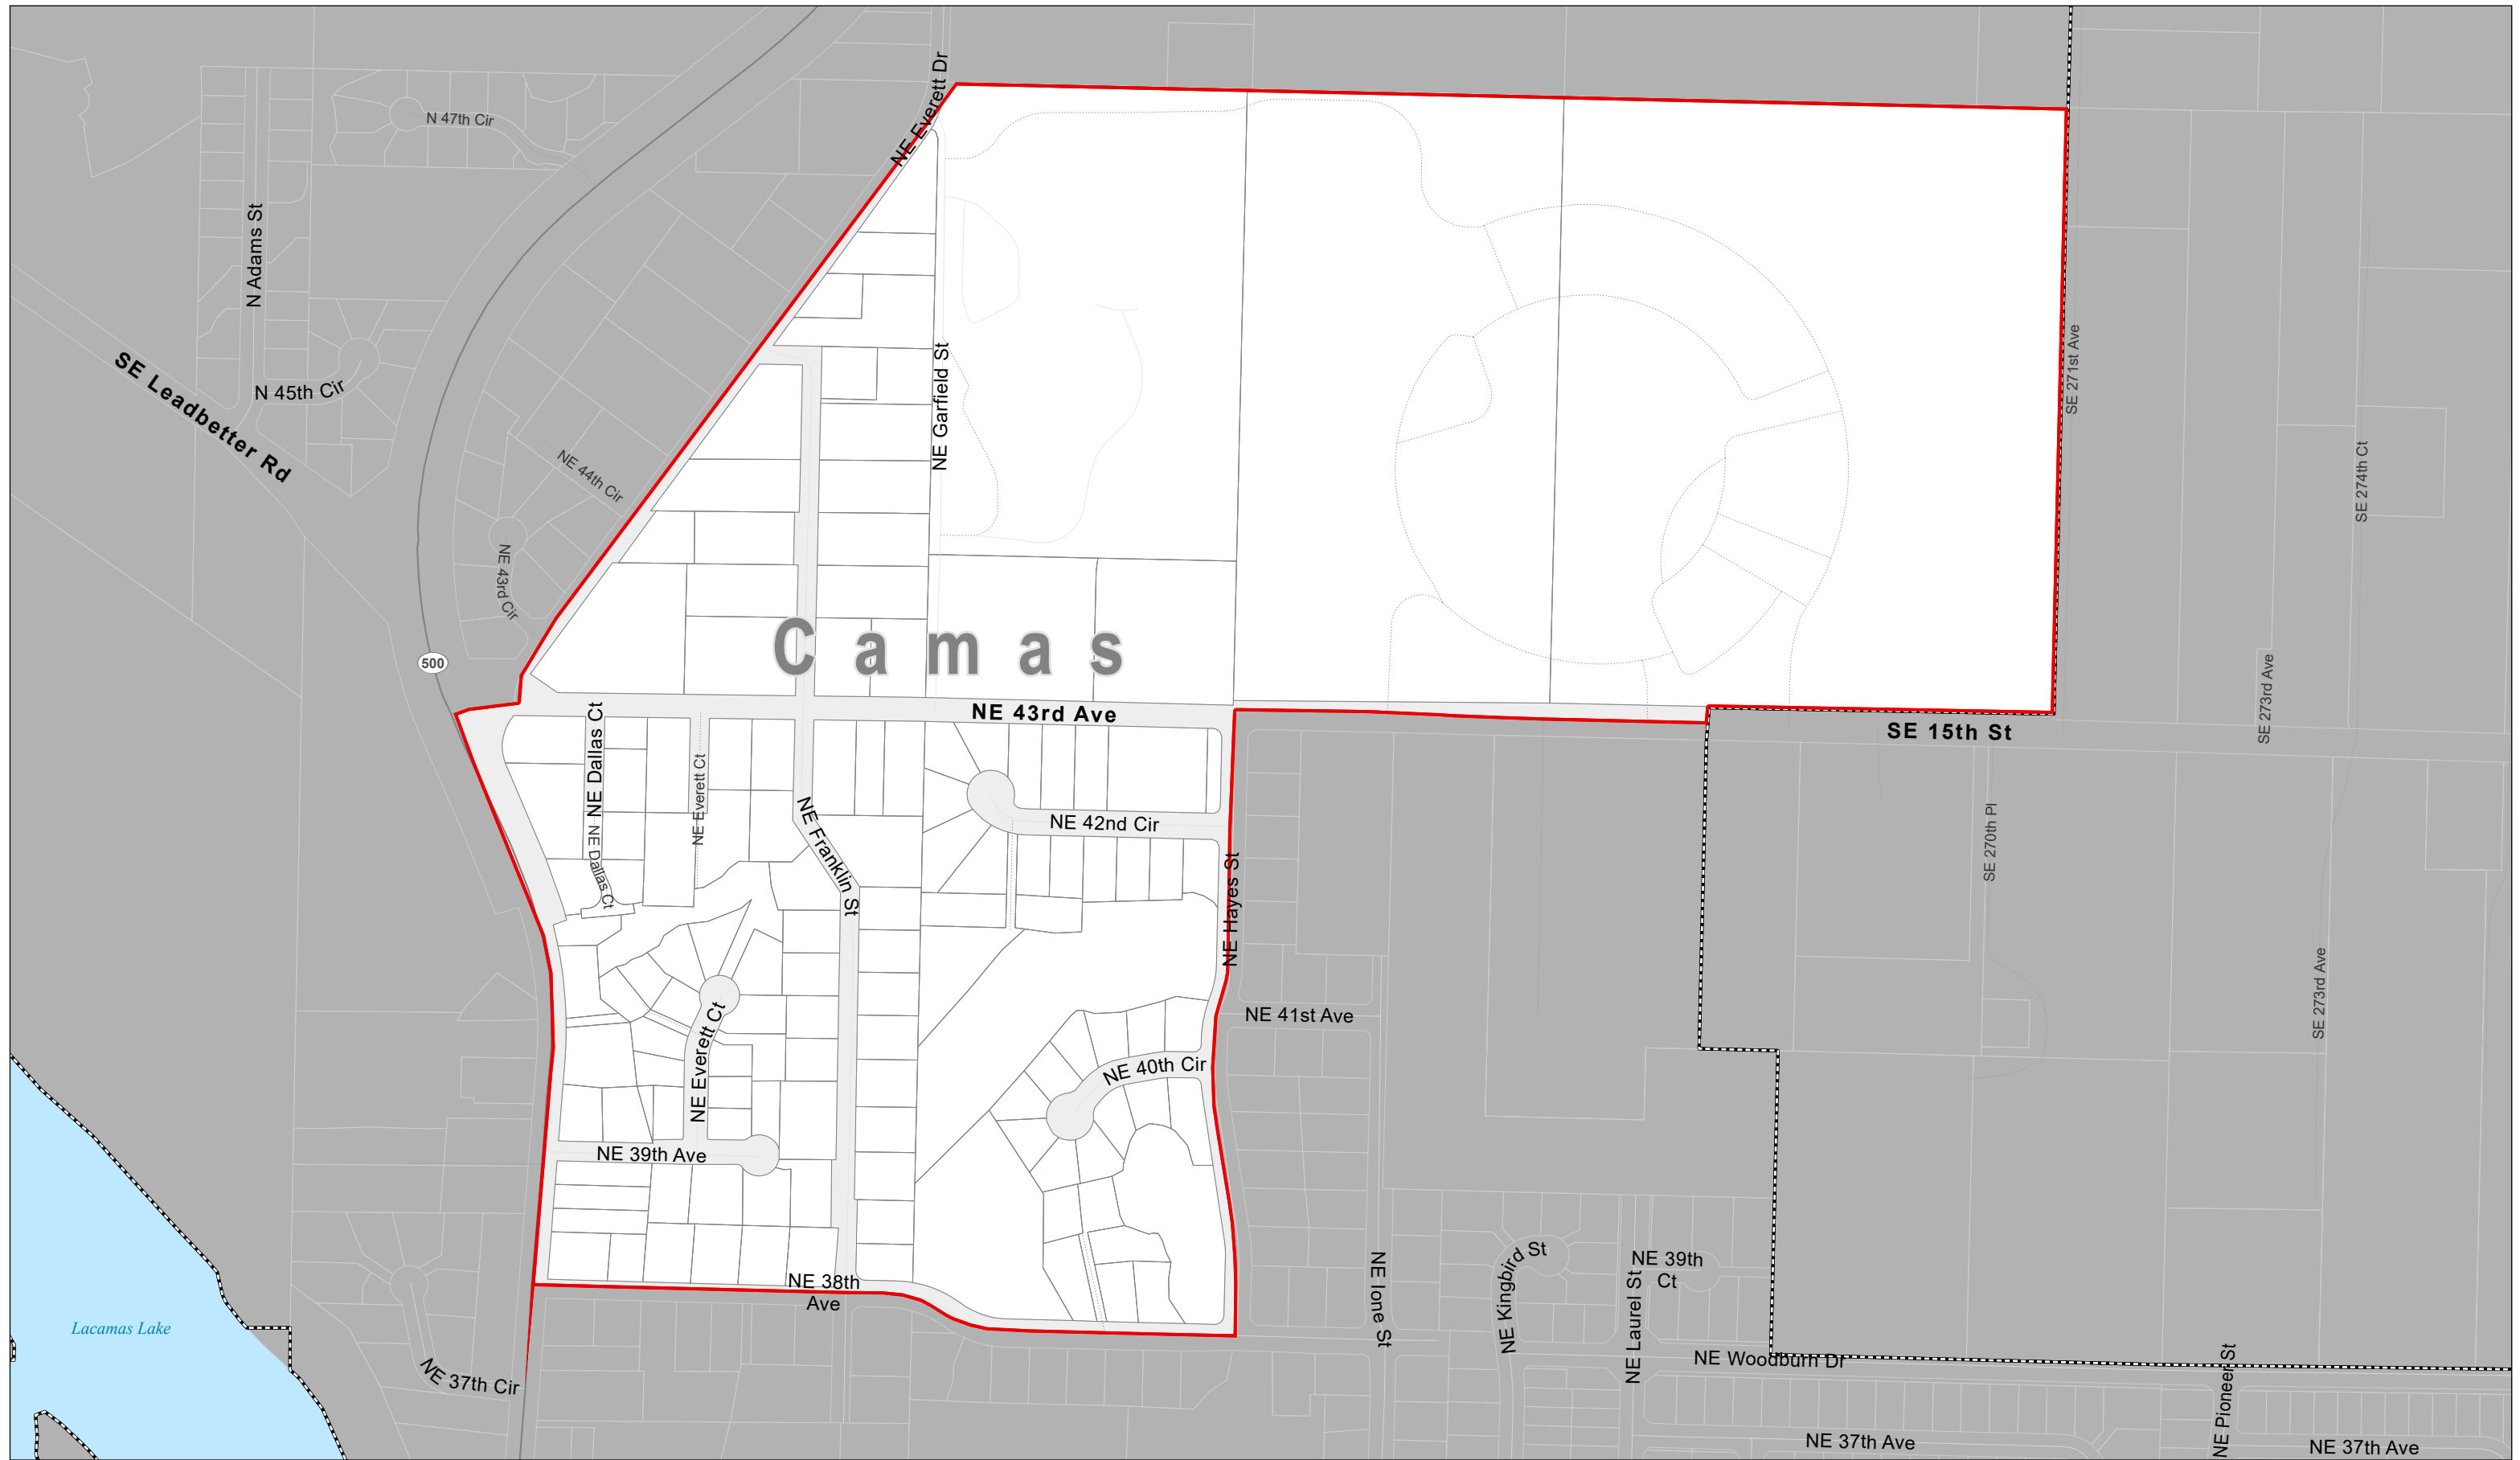 NE Everett Dr
N 47th Cir
NE Everett Dr
N Adams St
SE Leadbetter Rd
N 45th Cir
NE Garfield St
SE 271st Ave
NE 44th Cir
SE 274th Ct
NE 43rd Cir
500
Camas
SE 273rd Ave
NE 43rd Ave
SE 15th St
NE Dallas Ct
NE Everett Ct
NE Franklin
St
NE 42nd Cir
SE 270th Pl
NE Dallas Ct
NE Hayes St
SE 273rd Ave
NE 41st Ave
NE Everett Ct
NE 40th Cir
NE 39th Ave
NE 38th
Ave
NE Ione St
NE Kingbird St
NE Laurel St
NE 39th
Ct
Lacamas Lake
NE 37th Cir
NE Woodburn Dr
NE Pioneer St
NE 37th Ave
NE 37th Ave